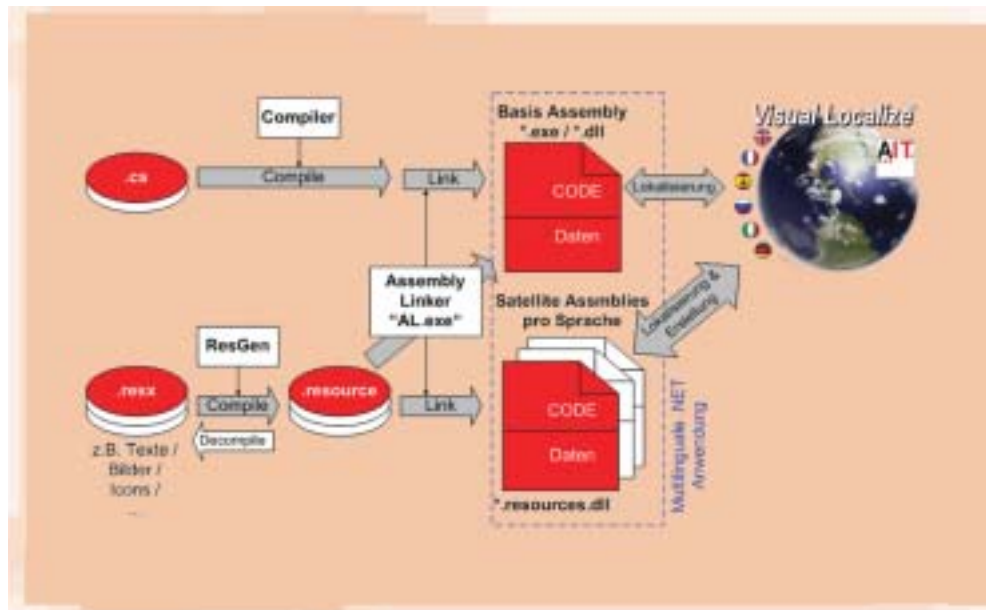 Compiler
.cs
Compile
Link
Basis Assembly
*.exe / *.dll
CODE
Daten
Lokalisierung
Visual Localize
AIT
Assembly
Linker
"AL.exe"
ResGen
.resx
Compile
Decompile
z.B. Texte /
Bilder /
Icons /
...
.resource
Link
Satellite Assmblies
pro Sprache
CODE
Daten
*.resources.dll
Lokalisierung &
Erstellung
Multilinguale .NET
Anwendung